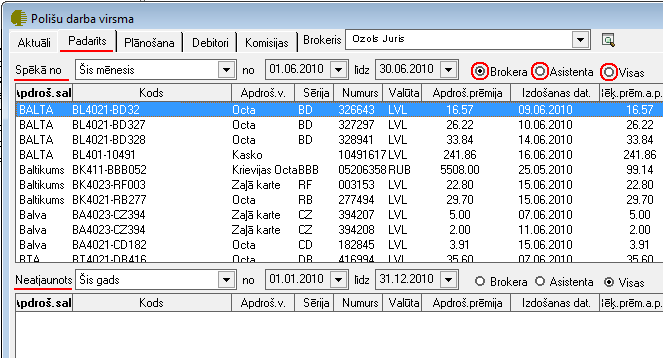 Polišu darba virsma
Aktuāli Padarīts Plānošana Debitori Komisijas Brokeris Ozols Juris
Spēkā no Šis mēnesis no 01.06.2010 līdz 30.06.2010 Brokera Asistenta Visas
Apdroš.sal Kods Apdroš.v. Sērija Numurs Valūta Apdroš.prēmija Izdošanas dat. ēķ.prēm.a.p.
BALTA BL4021-BD32 Octa BD 326643 LVL 16.57 09.06.2010 16.57
BALTA BL4021-BD327 Octa BD 327297 LVL 26.22 10.06.2010 26.22
BALTA BL4021-BD328 Octa BD 328941 LVL 33.84 14.06.2010 33.84
BALTA BL401-10491 Kasko 10491617 LVL 241.86 16.06.2010 241.86
Baltikums BK411-BBB052 Krievijas Octa BBB 05206358 RUB 5508.00 25.05.2010 99.14
Baltikums BK4023-RF003 Zaļā karte RF 003153 LVL 22.80 15.06.2010 22.80
Baltikums BK4021-RB277 Octa RB 277494 LVL 29.70 15.06.2010 29.70
Balva BA4023-CZ394 Zaļā karte CZ 394207 LVL 5.00 07.06.2010 5.00
Balva BA4023-CZ394 Zaļā karte CZ 394208 LVL 2.00 11.06.2010 2.00
Balva BA4021-CD182 Octa CD 182845 LVL 3.91 15.06.2010 3.91
BTA BT4021-DB416 Octa DB 416994 LVL 35.60 07.06.2010 35.60
Neatjaunots Šis gads no 01.01.2010 līdz 31.12.2010 Brokera Asistenta Visas
Apdroš.sal Kods Apdroš.v. Sērija Numurs Valūta Apdroš.prēmija Izdošanas dat. ēķ.prēm.a.p.